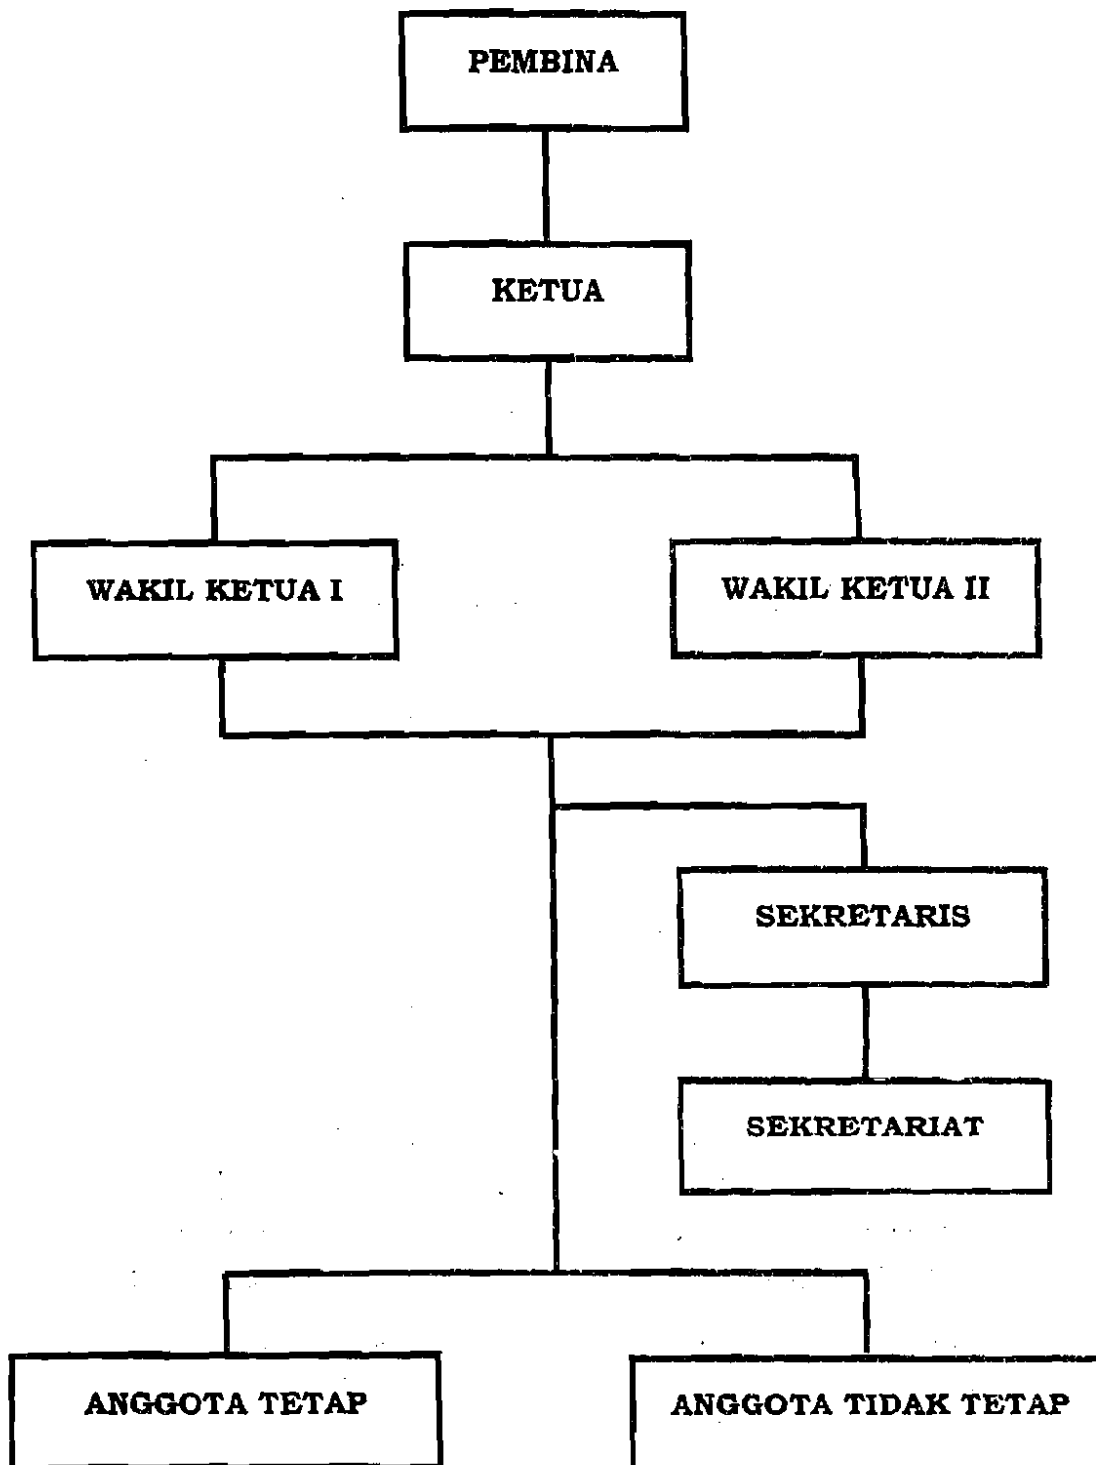 PEMBINA
KETUA
WAKIL KETUA I
WAKIL KETUA II
SEKRETARIS
SEKRETARIAT
ANGGOTA TETAP
ANGGOTA TIDAK TETAP